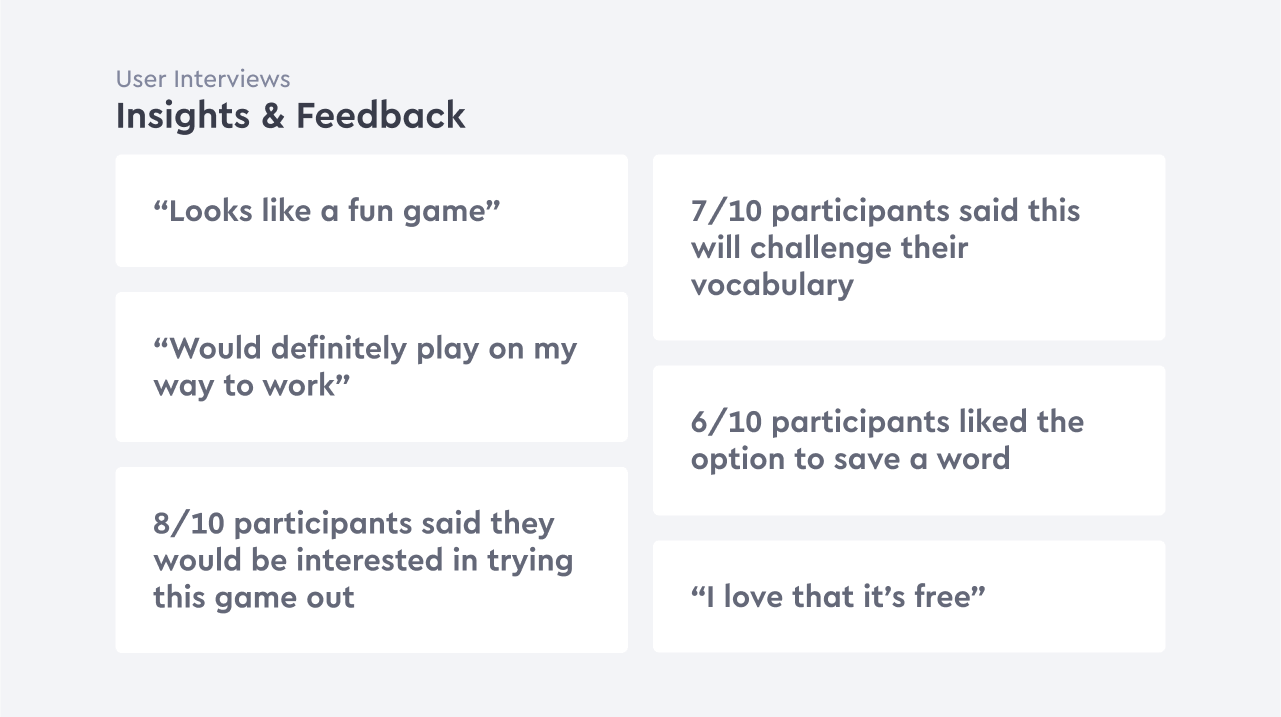 User Interviews
Insights & Feedback
“Looks like a fun game”
“Would definitely play on my
way to work”
8/10 participants said they
would be interested in trying
this game out
7/10 participants said this
will challenge their
vocabulary
6/10 participants liked the
option to save a word
“I love that it’s free”